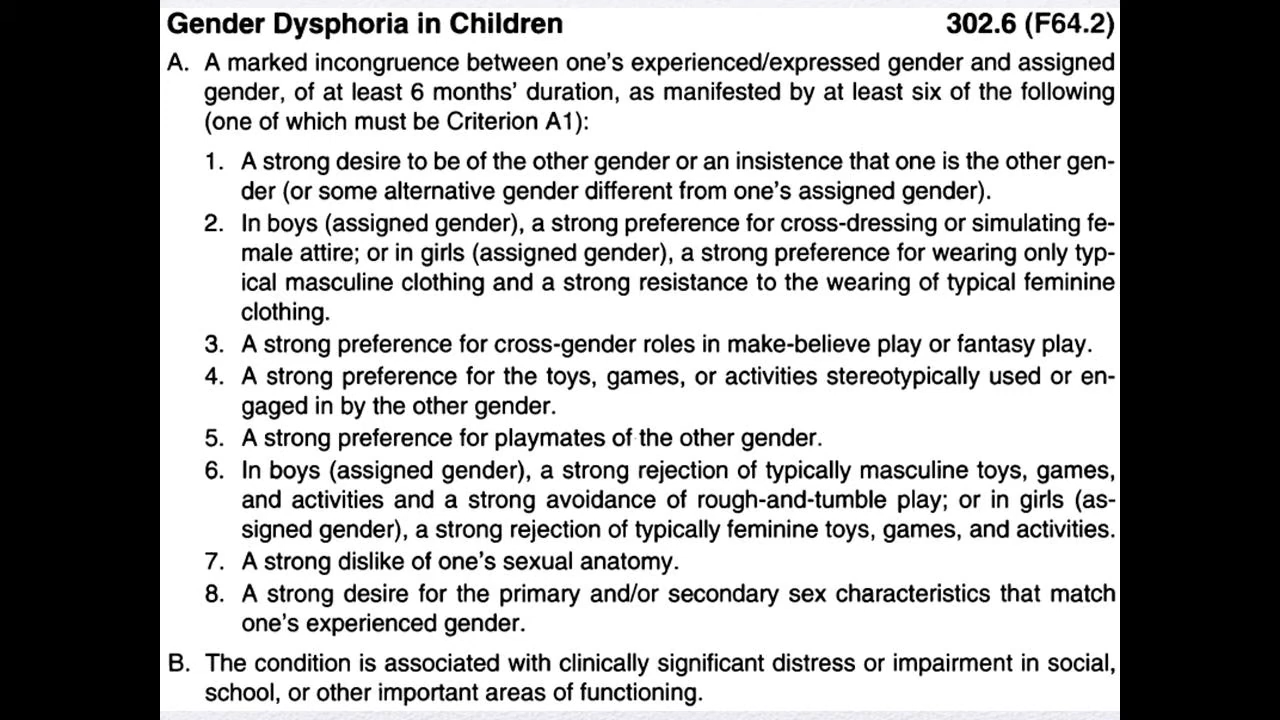 Gender Dysphoria in Children 302.6 (F64.2)
A. A marked incongruence between one's experienced/expressed gender and assigned
gender, of at least 6 months' duration, as manifested by at least six of the following
(one of which must be Criterion A1):
1. A strong desire to be of the other gender or an insistence that one is the other gen-
der (or some alternative gender different from one's assigned gender).
2. In boys (assigned gender), a strong preference for cross-dressing or simulating fe-
male attire; or in girls (assigned gender), a strong preference for wearing only typ-
ical masculine clothing and a strong resistance to the wearing of typical feminine
clothing.
3. A strong preference for cross-gender roles in make-believe play or fantasy play.
4. A strong preference for the toys, games, or activities stereotypically used or en-
gaged in by the other gender.
5. A strong preference for playmates of the other gender.
6. In boys (assigned gender), a strong rejection of typically masculine toys, games,
and activities and a strong avoidance of rough-and-tumble play; or in girls (as-
signed gender), a strong rejection of typically feminine toys, games, and activities.
7. A strong dislike of one's sexual anatomy.
8. A strong desire for the primary and/or secondary sex characteristics that match
one's experienced gender.
B. The condition is associated with clinically significant distress or impairment in social,
school, or other important areas of functioning.